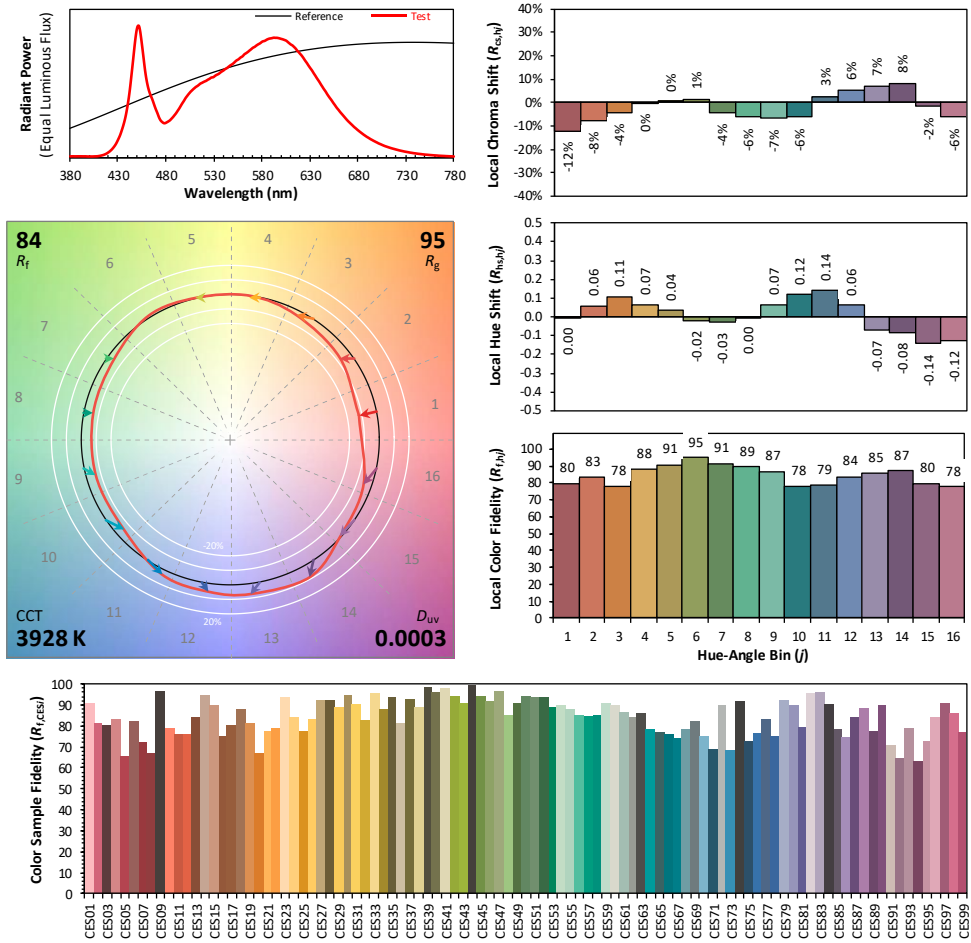 Reference
Test
Radiant Power
(Equal Luminous Flux)
380 430 480 530 580 630 680 730 780
Wavelength (nm)
Local Chroma Shift (Rcs,hj)
40%
30%
20%
10%
0%
-10%
-20%
-30%
-40%
-12% -8% -4% 0% 0% 1% -4% -6% -7% -6% 3% 6% 7% 8% -2% -6%
84
Rf
95
Rg
5 4
6 3
7 2
8 1
9 16
10 15
11 14
12 13
-20%
20%
CCT
3928 K
Duv
0.0003
Local Hue Shift (Rhs,hj)
0.5
0.4
0.3
0.2
0.1
0.0
-0.1
-0.2
-0.3
-0.4
-0.5
0.00 0.06 0.11 0.07 0.04 -0.02 -0.03 0.00 0.07 0.12 0.14 0.06 -0.07 -0.08 -0.14 -0.12
Local Color Fidelity (Rf,hj)
100
90
80
70
60
50
40
30
20
10
0
80 83 78 88 91 95 91 89 87 78 79 84 85 87 80 78
1 2 3 4 5 6 7 8 9 10 11 12 13 14 15 16
Hue-Angle Bin (j)
Color Sample Fidelity (Rf,CESi)
100
90
80
70
60
50
40
30
20
10
0
CES01 CES03 CES05 CES07 CES09 CES11 CES13 CES15 CES17 CES19 CES21 CES23 CES25 CES27 CES29 CES31 CES33 CES35 CES37 CES39 CES41 CES43 CES45 CES47 CES49 CES51 CES53 CES55 CES57 CES59 CES61 CES63 CES65 CES67 CES69 CES71 CES73 CES75 CES77 CES79 CES81 CES83 CES85 CES87 CES89 CES91 CES93 CES95 CES97 CES99